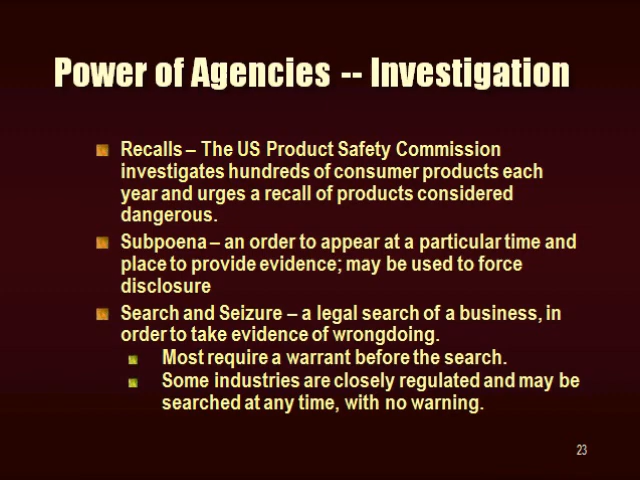 Power of Agencies -- Investigation
Recalls – The US Product Safety Commission
investigates hundreds of consumer products each
year and urges a recall of products considered
dangerous.
Subpoena – an order to appear at a particular time and
place to provide evidence; may be used to force
disclosure
Search and Seizure – a legal search of a business, in
order to take evidence of wrongdoing.
Most require a warrant before the search.
Some industries are closely regulated and may be
searched at any time, with no warning.
23